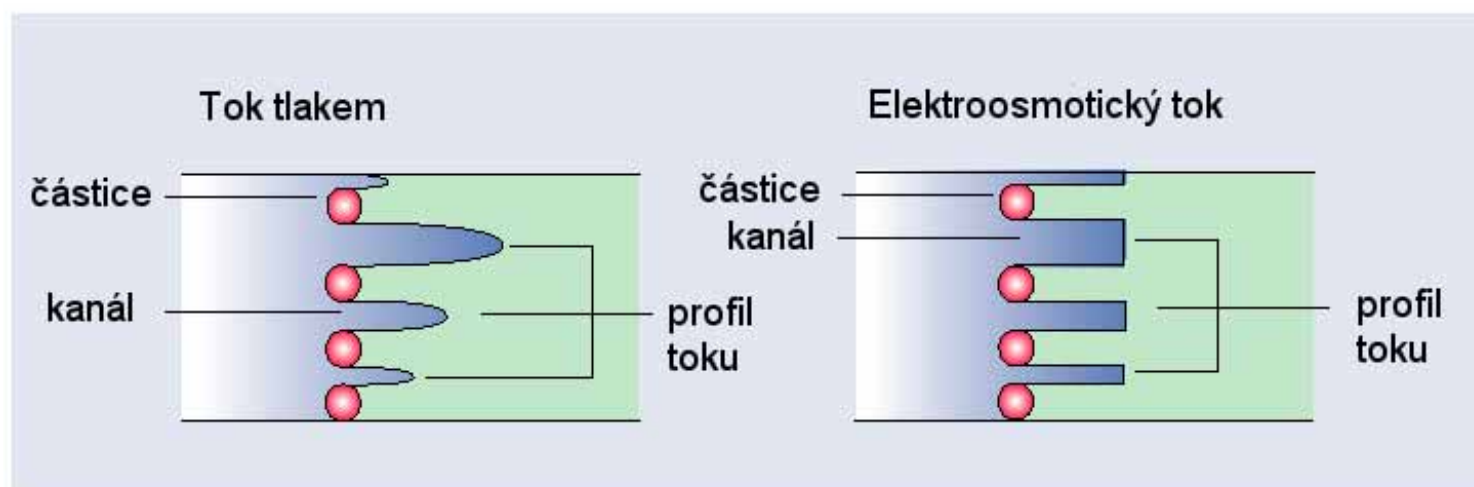 Tok tlakem
částice
kanál
profil
toku
Elektroosmotický tok
částice
kanál
profil
toku